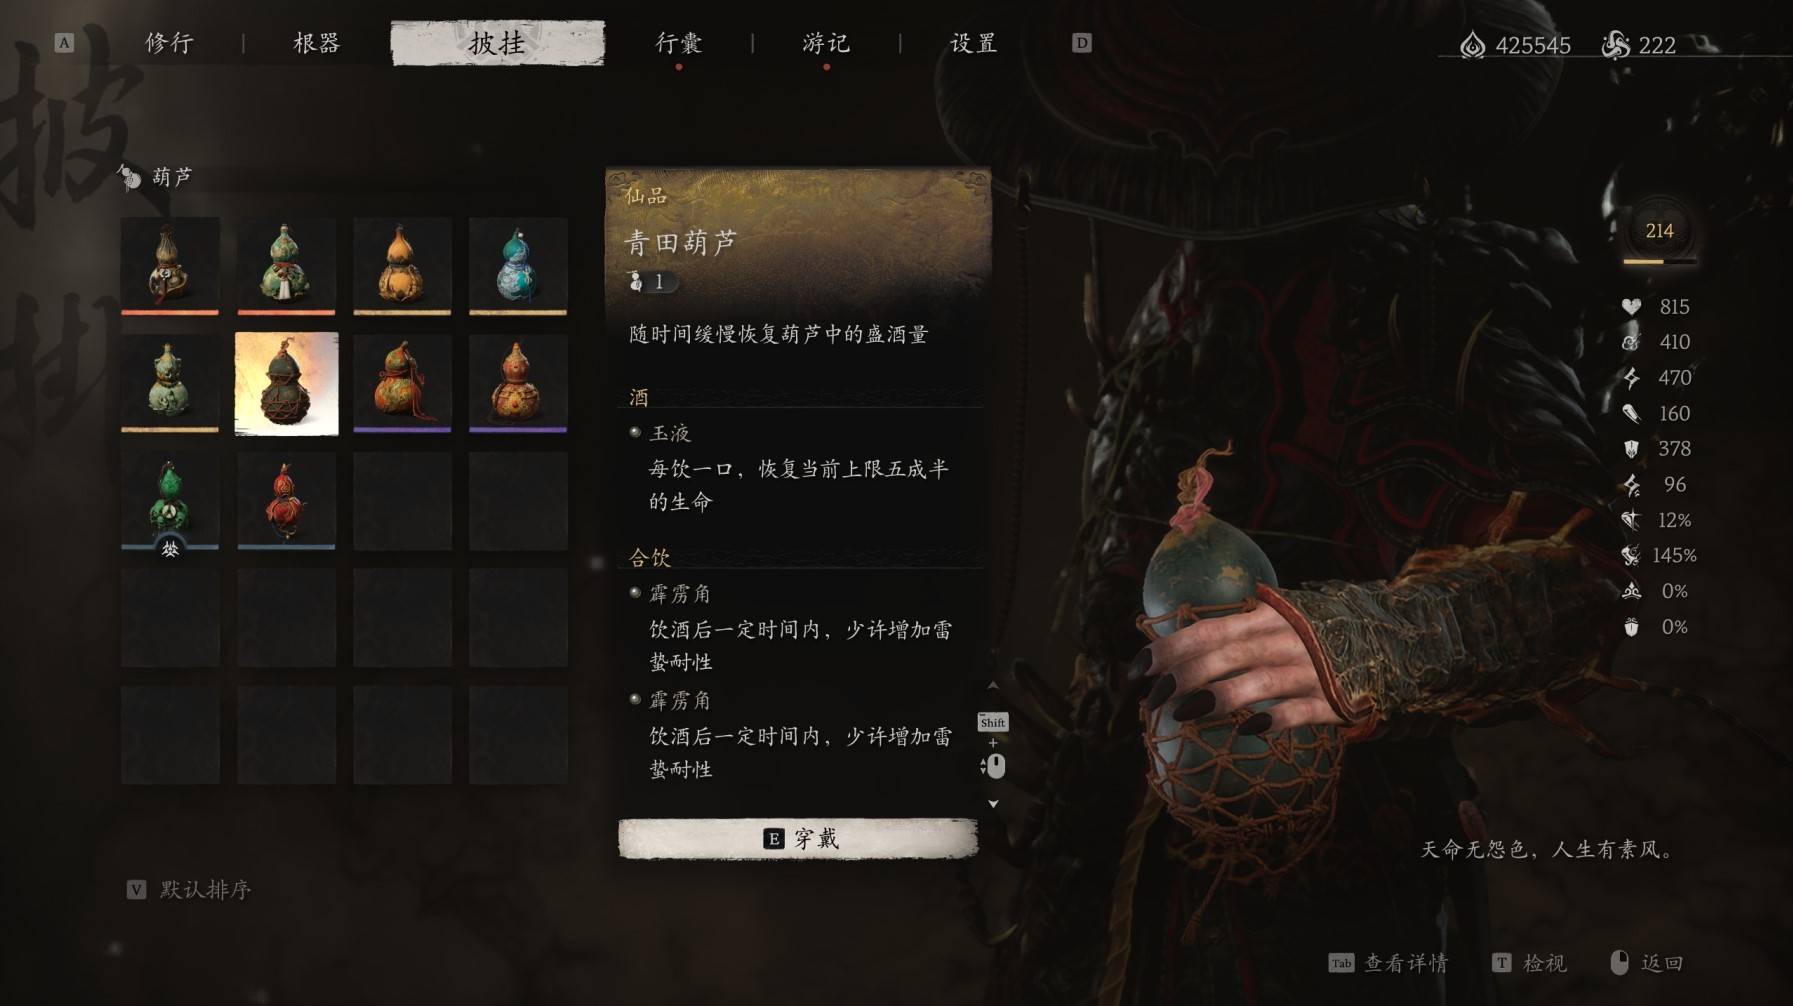 A 修行 | 根器 披挂 行囊 | 游记 | 设置 D 425545 222
披挂
葫芦
仙品
青田葫芦
1
随时间缓慢恢复葫芦中的盛酒量
酒
玉液
每饮一口，恢复当前上限五成半
的生命
合饮
霹雳角
饮酒后一定时间内，少许增加雷
蛰耐性
霹雳角
饮酒后一定时间内，少许增加雷
蛰耐性
Shift
+
E 穿戴
V 默认排序
214
815
410
470
160
378
96
12%
145%
0%
0%
天命无怨色，人生有素风。
Tab 查看详情 T 检视 返回